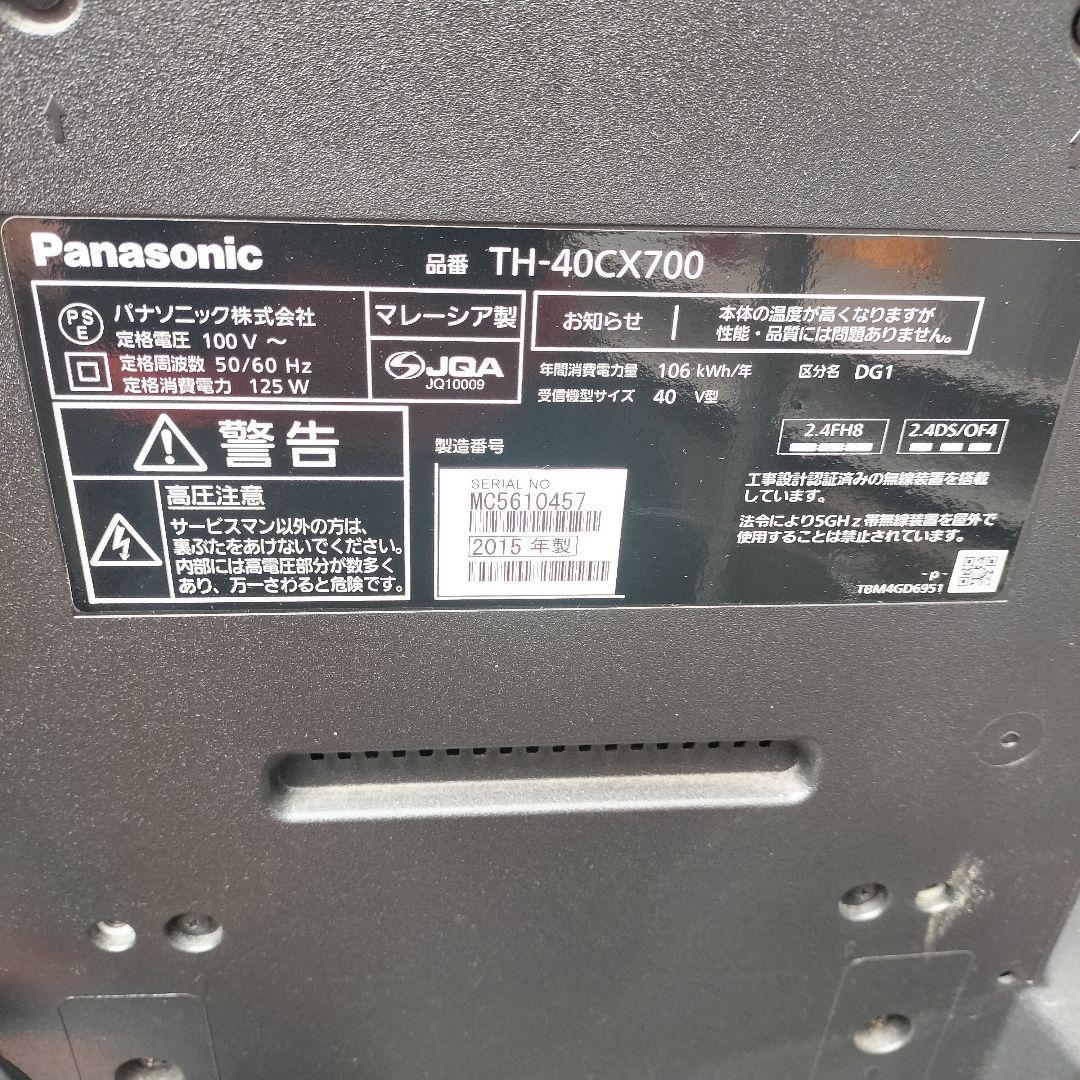 Panasonic
品番 TH-40CX700
PSE
パナソニック株式会社
定格電圧 100 V ~
定格周波数 50/60 Hz
定格消費電力 125 W
マレーシア製
JQA
JQ10009
お知らせ
本体の温度が高くなりますが
性能・品質には問題ありません。
年間消費電力量 106 kWh/年 区分名 DG1
受信機型サイズ 40 V型
警告
高圧注意
サービスマン以外の方は、
裏ぶたをあけないでください。
内部には高電圧部分が数多く
あり、万一さわると危険です。
製造番号
SERIAL NO
MC5610457
2015 年製
2.4FH8
2.4DS/OF4
工事設計認証済みの無線装置を搭載
しています。
法令により5GHz帯無線装置を屋外で
使用することは禁止されています。
-p-
TBM4GD6951